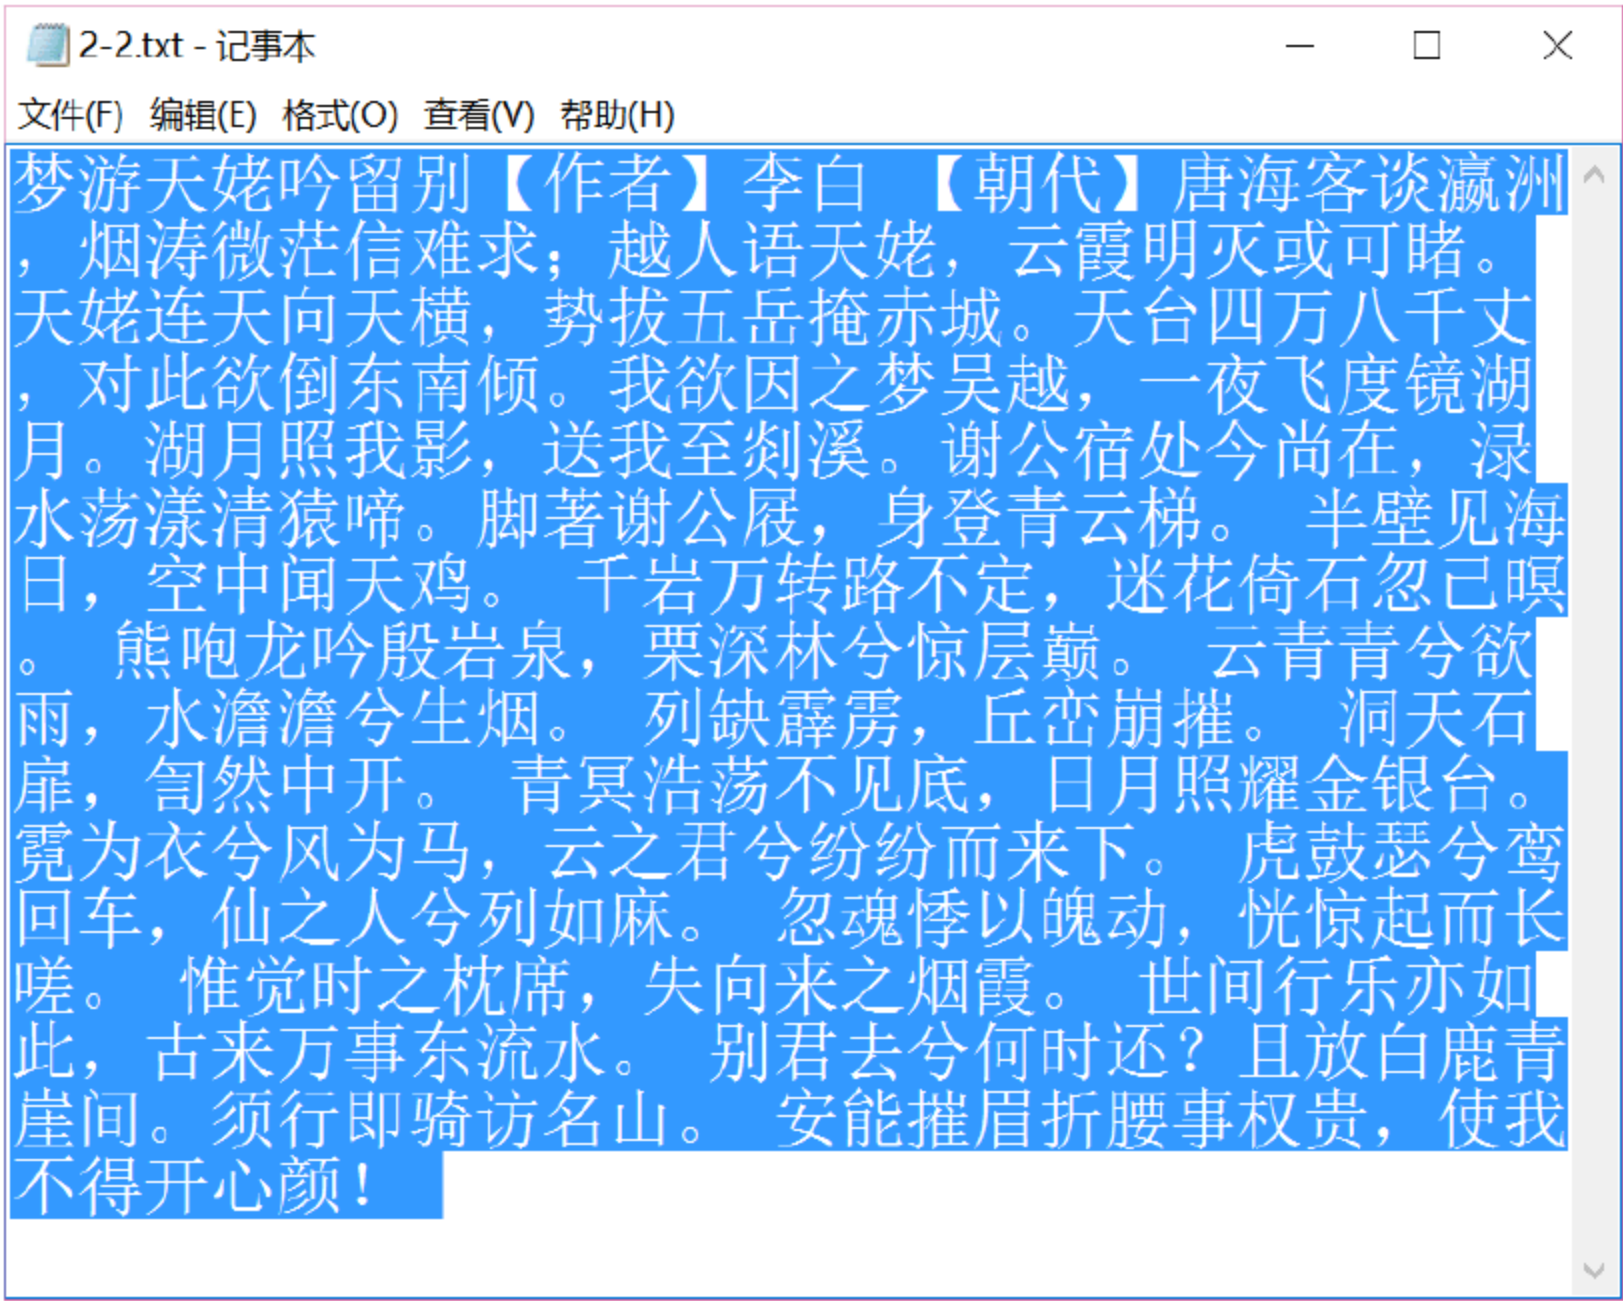 2-2.txt - 记事本
文件(F) 编辑(E) 格式(O) 查看(V) 帮助(H)
梦游天姥吟留别【作者】李白 【朝代】唐海客谈瀛洲
，烟涛微茫信难求；越人语天姥，云霞明灭或可睹。
天姥连天向天横，势拔五岳掩赤城。天台四万八千丈
，对此欲倒东南倾。我欲因之梦吴越，一夜飞度镜湖
月。湖月照我影，送我至剡溪。谢公宿处今尚在，渌
水荡漾清猿啼。脚著谢公屐，身登青云梯。 半壁见海
日，空中闻天鸡。 千岩万转路不定，迷花倚石忽己暝
。 熊咆龙吟殷岩泉，栗深林兮惊层巅。 云青青兮欲
雨，水澹澹兮生烟。 列缺霹雳，丘峦崩摧。 洞天石
扉，訇然中开。 青冥浩荡不见底，日月照耀金银台。
霓为衣兮风为马，云之君兮纷纷而来下。 虎鼓瑟兮鸾
回车，仙之人兮列如麻。 忽魂悸以魄动，恍惊起而长
嗟。 惟觉时之枕席，失向来之烟霞。 世间行乐亦如
此，古来万事东流水。 别君去兮何时还？且放白鹿青
崖间。须行即骑访名山。 安能摧眉折腰事权贵，使我
不得开心颜！